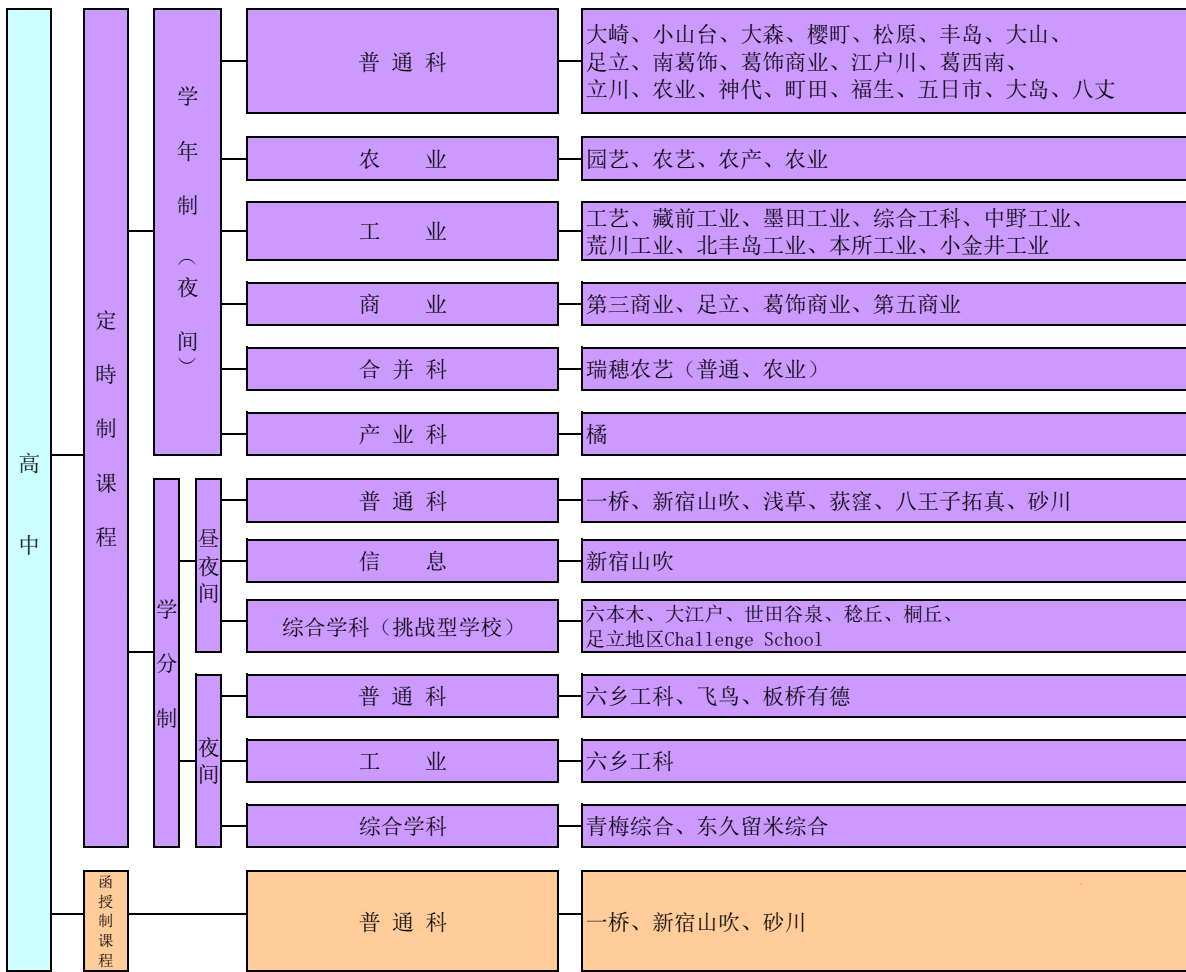 高中
定時制课程
学年制（夜间）
普通科
大崎、小山台、大森、樱町、松原、丰岛、大山、
足立、南葛饰、葛饰商业、江户川、葛西南、
立川、农业、神代、町田、福生、五日市、大岛、八丈
农业
园艺、农艺、农产、农业
工业
工艺、藏前工业、墨田工业、综合工科、中野工业、
荒川工业、北丰岛工业、本所工业、小金井工业
商业
第三商业、足立、葛饰商业、第五商业
合并科
瑞穗农艺（普通、农业）
产业科
橘
学分制
昼夜间
普通科
一桥、新宿山吹、浅草、荻窪、八王子拓真、砂川
信息
新宿山吹
综合学科（挑战型学校）
六本木、大江户、世田谷泉、稔丘、桐丘、
足立地区Challenge School
夜间
普通科
六乡工科、飞鸟、板桥有德
工业
六乡工科
综合学科
青梅综合、东久留米综合
函授制课程
普通科
一桥、新宿山吹、砂川